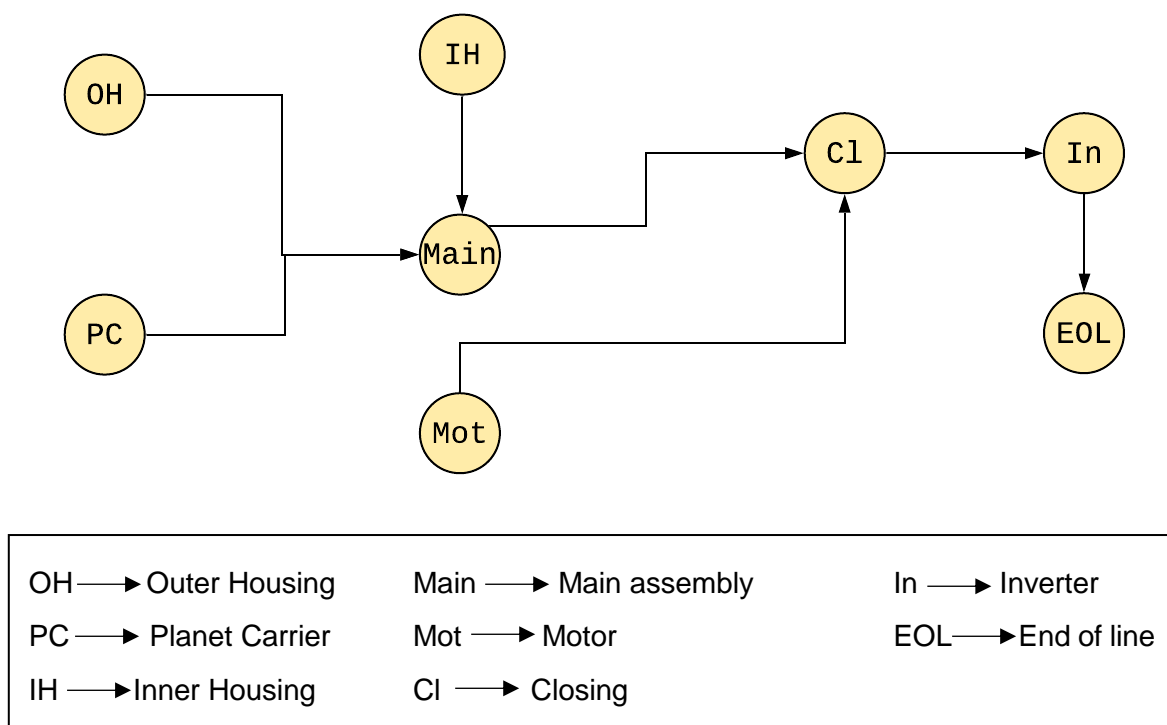 IH
OH
Cl
In
Main
PC
EOL
Mot
OH Outer Housing
Main Main assembly
In Inverter
PC Planet Carrier
Mot Motor
EOL End of line
IH Inner Housing
Cl Closing